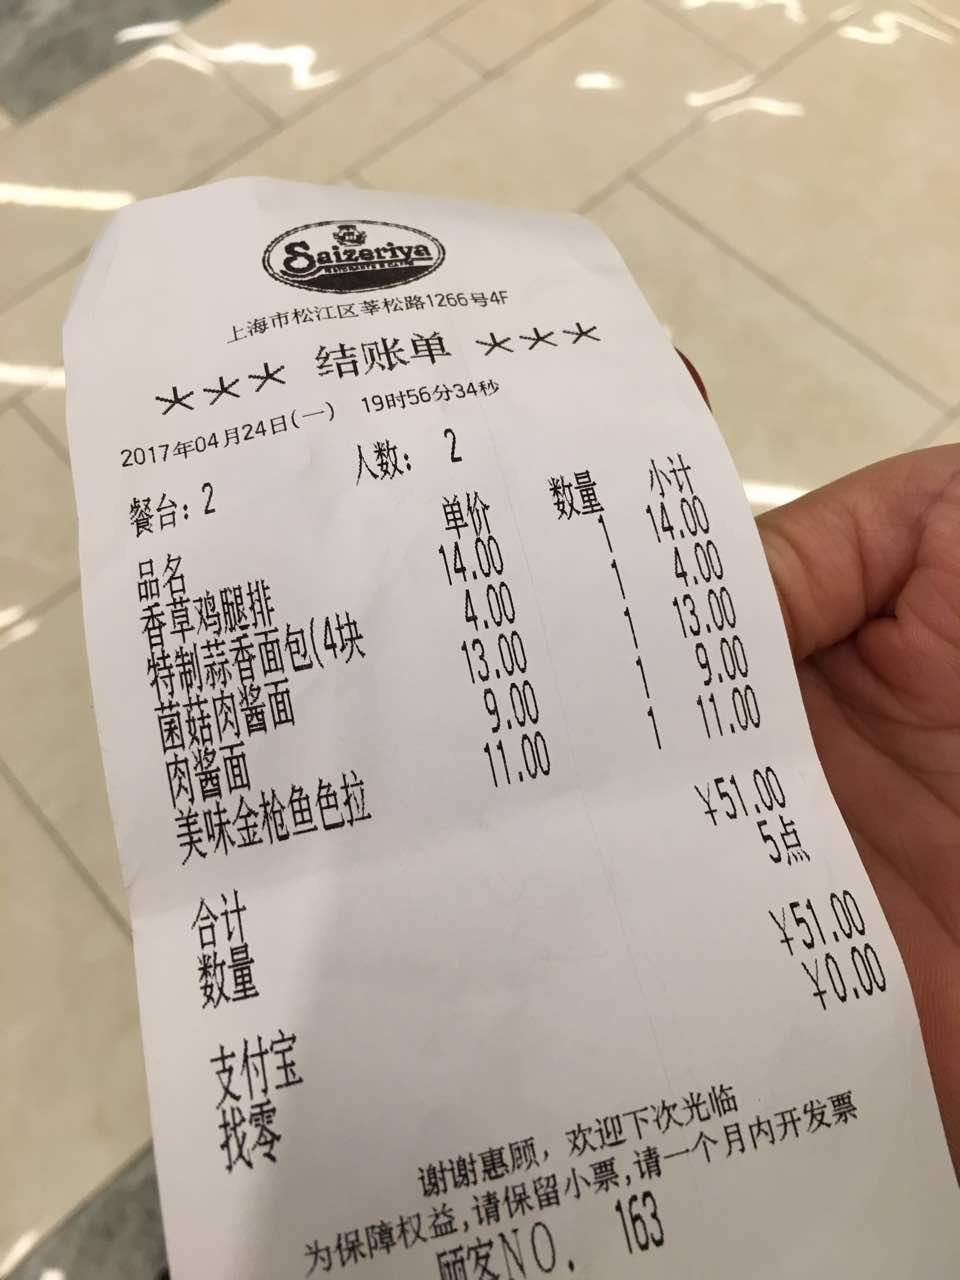 Saizeriya
上海市松江区莘松路1266号4F
*** 结账单 ***
2017年04月24日(一) 19时56分34秒
餐台: 2 人数: 2
品名 单价 数量 小计
香草鸡腿排 14.00 1 14.00
特制蒜香面包(4块 4.00 1 4.00
菌菇肉酱面 13.00 1 13.00
肉酱面 9.00 1 9.00
美味金枪鱼色拉 11.00 1 11.00
合计 ¥51.00
数量 5点
支付宝 ¥51.00
找零 ¥0.00
谢谢惠顾, 欢迎下次光临
为保障权益,请保留小票,请一个月内开发票
顾客NO. 163